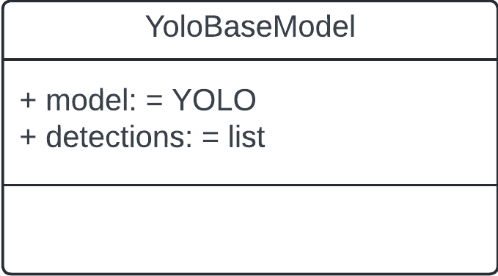 YoloBaseModel
+ model: = YOLO
+ detections: = list